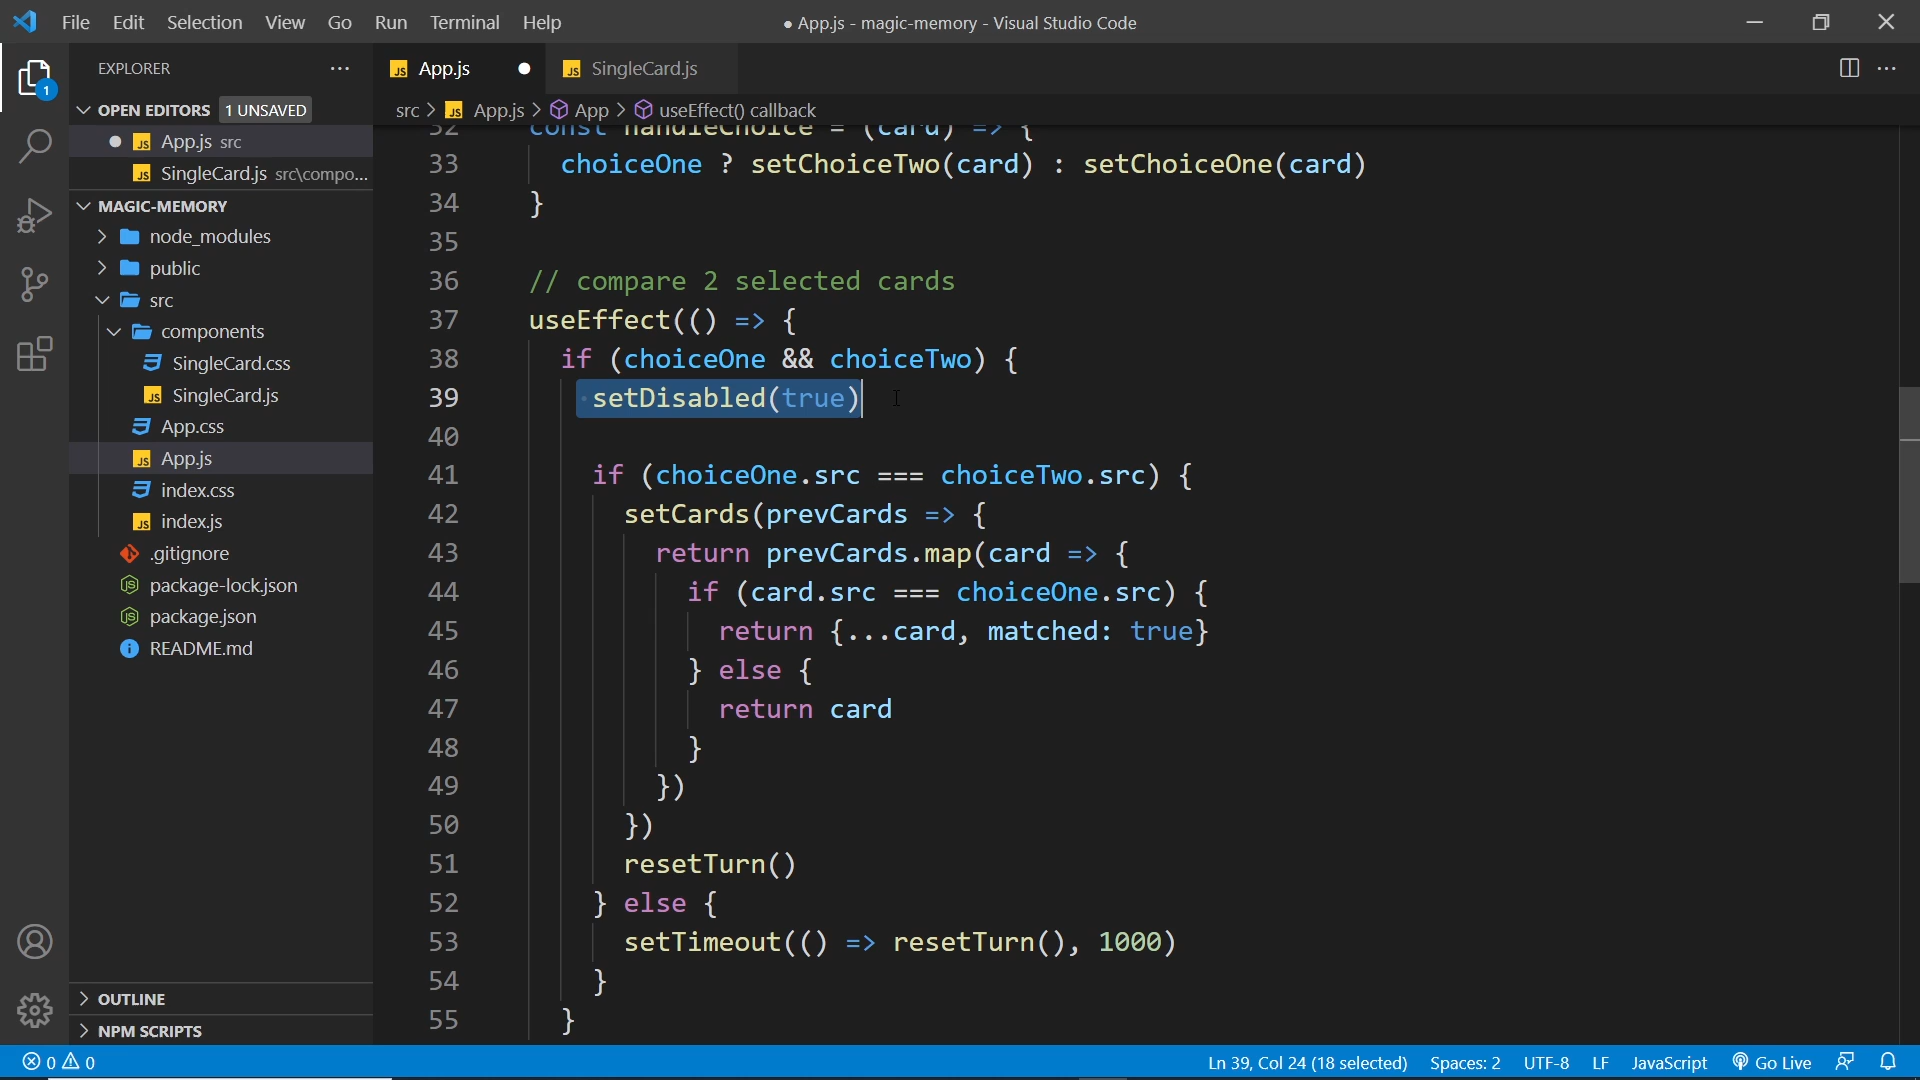 File Edit Selection View Go Run Terminal Help
● App.js - magic-memory - Visual Studio Code
EXPLORER
OPEN EDITORS 1 UNSAVED
App.js src
SingleCard.js src\compo...
MAGIC-MEMORY
node_modules
public
src
components
SingleCard.css
SingleCard.js
App.css
App.js
index.css
index.js
.gitignore
package-lock.json
package.json
README.md
OUTLINE
NPM SCRIPTS
1
App.js SingleCard.js
src > App.js > App > useEffect() callback
32 const handleChoice = (card) => {
33 choiceOne ? setChoiceTwo(card) : setChoiceOne(card)
34 }
35
36 // compare 2 selected cards
37 useEffect(() => {
38 if (choiceOne && choiceTwo) {
39 setDisabled(true)
40
41 if (choiceOne.src === choiceTwo.src) {
42 setCards(prevCards => {
43 return prevCards.map(card => {
44 if (card.src === choiceOne.src) {
45 return {...card, matched: true}
46 } else {
47 return card
48 }
49 })
50 })
51 resetTurn()
52 } else {
53 setTimeout(() => resetTurn(), 1000)
54 }
55 }
0 0
Ln 39, Col 24 (18 selected) Spaces: 2 UTF-8 LF JavaScript Go Live